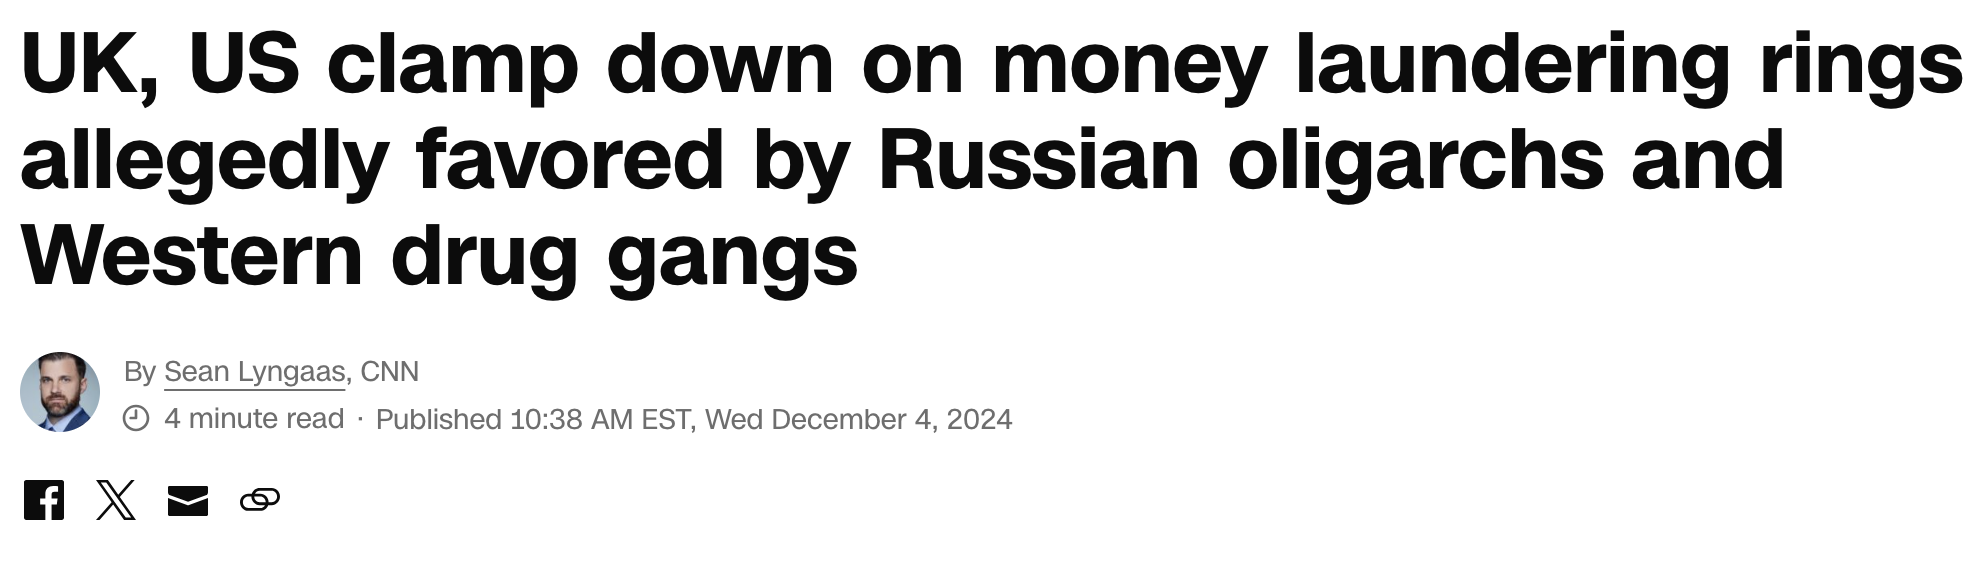 UK, US clamp down on money laundering rings
allegedly favored by Russian oligarchs and
Western drug gangs
By Sean Lyngaas, CNN
4 minute read · Published 10:38 AM EST, Wed December 4, 2024